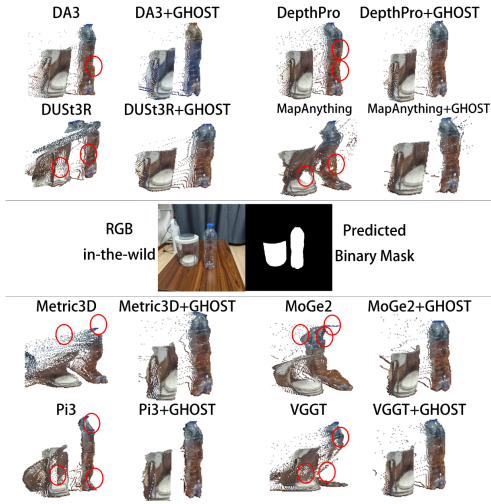 DA3 DA3+GHOST DepthPro DepthPro+GHOST
DUSt3R DUSt3R+GHOST MapAnything MapAnything+GHOST
RGB
in-the-wild
Predicted
Binary Mask
Metric3D Metric3D+GHOST MoGe2 MoGe2+GHOST
Pi3 Pi3+GHOST VGGT VGGT+GHOST